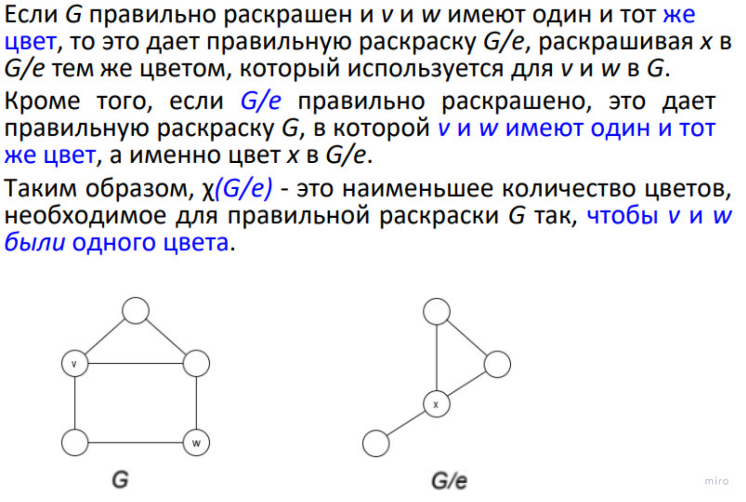 Если G правильно раскрашен и v и w имеют один и тот же
цвет, то это дает правильную раскраску G/e, раскрашивая x в
G/e тем же цветом, который используется для v и w в G.
Кроме того, если G/e правильно раскрашено, это дает
правильную раскраску G, в которой v и w имеют один и тот
же цвет, а именно цвет x в G/e.
Таким образом, χ(G/e) - это наименьшее количество цветов,
необходимое для правильной раскраски G так, чтобы v и w
были одного цвета.
v
x
w
G
G/e
miro